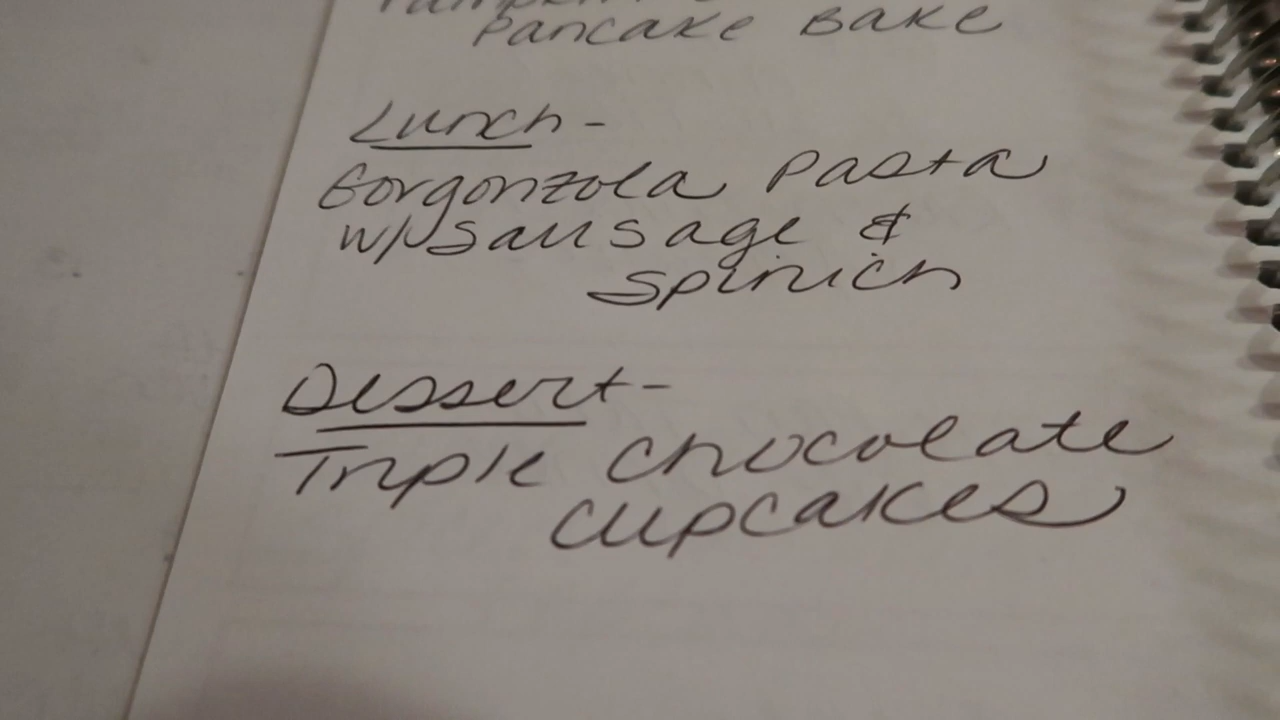 Pancake Bake
Lunch -
Gorgonzola Pasta
w/ Sausage &
Spinich
Dessert -
Triple Chocolate
Cupcakes